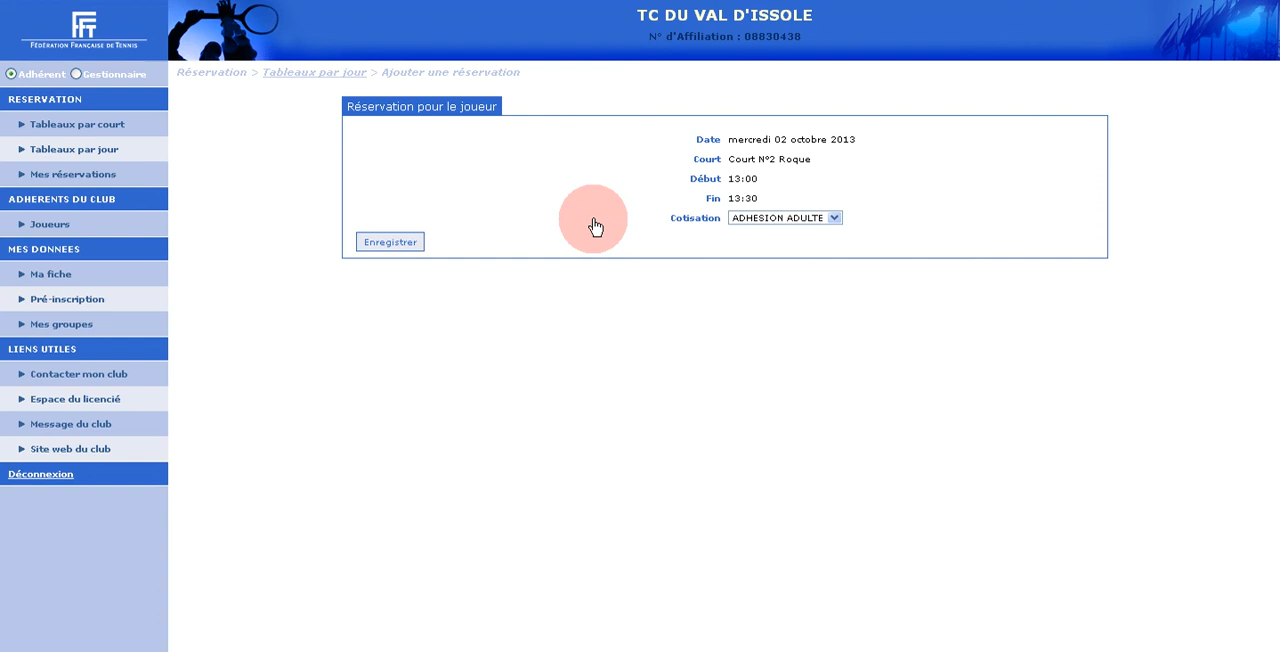 FFT
FÉDÉRATION FRANÇAISE DE TENNIS
TC DU VAL D'ISSOLE
N° d'Affiliation : 08830438
Adhérent Gestionnaire
Réservation > Tableaux par jour > Ajouter une réservation
RESERVATION
Tableaux par court
Tableaux par jour
Mes réservations
ADHERENTS DU CLUB
Joueurs
MES DONNEES
Ma fiche
Pré-inscription
Mes groupes
LIENS UTILES
Contacter mon club
Espace du licencié
Message du club
Site web du club
Déconnexion
Réservation pour le joueur
Date mercredi 02 octobre 2013
Court Court N°2 Roque
Début 13:00
Fin 13:30
Cotisation ADHESION ADULTE
Enregistrer